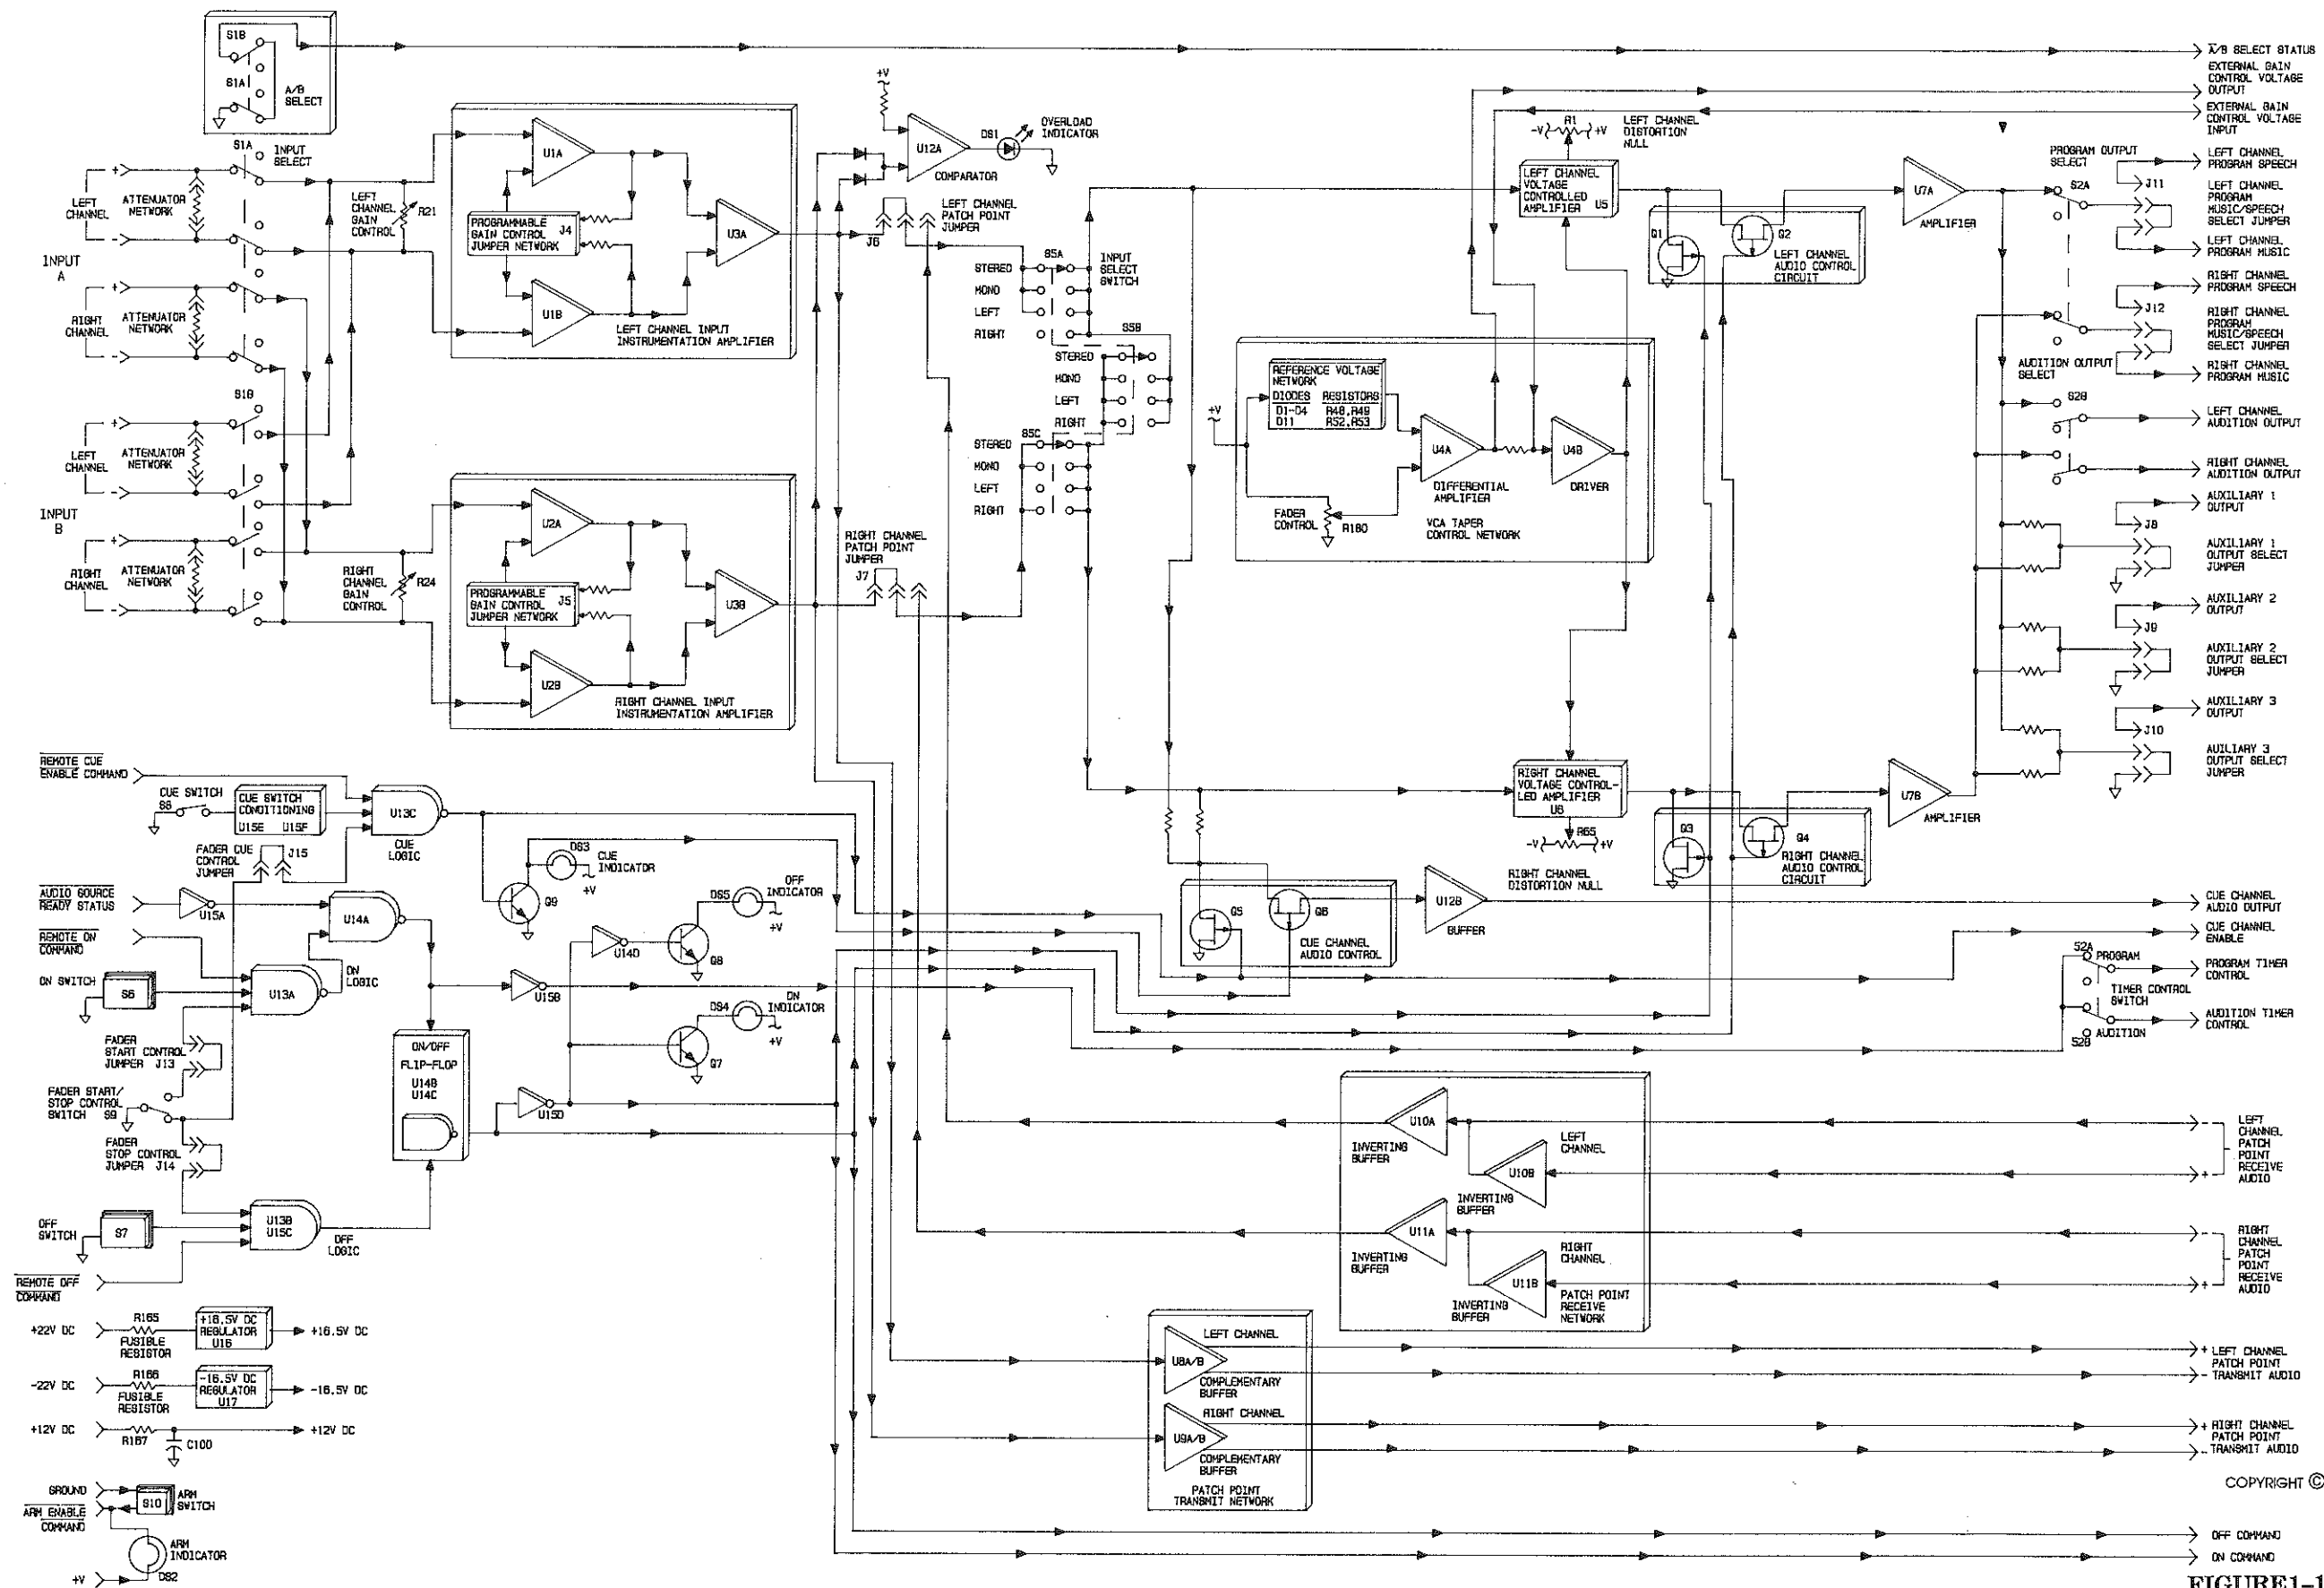 S1B
S1A
A/B
SELECT
A̅/B SELECT STATUS
EXTERNAL GAIN
CONTROL VOLTAGE
OUTPUT
EXTERNAL GAIN
CONTROL VOLTAGE
INPUT
S1A
INPUT
SELECT
LEFT
CHANNEL
+
-
ATTENUATOR
NETWORK
INPUT
A
RIGHT
CHANNEL
+
-
ATTENUATOR
NETWORK
S1B
LEFT
CHANNEL
+
-
ATTENUATOR
NETWORK
INPUT
B
RIGHT
CHANNEL
+
-
ATTENUATOR
NETWORK
LEFT
CHANNEL
GAIN
CONTROL
R21
RIGHT
CHANNEL
GAIN
CONTROL
R24
U1A
PROGRAMMABLE
GAIN CONTROL J4
JUMPER NETWORK
U1B
U3A
LEFT CHANNEL INPUT
INSTRUMENTATION AMPLIFIER
U2A
PROGRAMMABLE
GAIN CONTROL J5
JUMPER NETWORK
U2B
U3B
RIGHT CHANNEL INPUT
INSTRUMENTATION AMPLIFIER
+V
U12A
COMPARATOR
DS1
OVERLOAD
INDICATOR
J6
LEFT CHANNEL
PATCH POINT
JUMPER
RIGHT CHANNEL
PATCH POINT
JUMPER
J7
S5A
INPUT
SELECT
SWITCH
STEREO
MONO
LEFT
RIGHT
S5B
STEREO
MONO
LEFT
RIGHT
S5C
STEREO
MONO
LEFT
RIGHT
R1
-V
+V
LEFT CHANNEL
DISTORTION
NULL
LEFT CHANNEL
VOLTAGE
CONTROLLED
AMPLIFIER U5
Q1
Q2
LEFT CHANNEL
AUDIO CONTROL
CIRCUIT
U7A
AMPLIFIER
+V
REFERENCE VOLTAGE
NETWORK
DIODES RESISTORS
D1-D4 R48,R49
D11 R52,R53
U4A
DIFFERENTIAL
AMPLIFIER
U4B
DRIVER
FADER
CONTROL
R180
VCA TAPER
CONTROL NETWORK
PROGRAM OUTPUT
SELECT
S2A
J11
LEFT CHANNEL
PROGRAM SPEECH
LEFT CHANNEL
PROGRAM
MUSIC/SPEECH
SELECT JUMPER
LEFT CHANNEL
PROGRAM MUSIC
RIGHT CHANNEL
PROGRAM SPEECH
J12
RIGHT CHANNEL
PROGRAM
MUSIC/SPEECH
SELECT JUMPER
RIGHT CHANNEL
PROGRAM MUSIC
AUDITION OUTPUT
SELECT
S2B
LEFT CHANNEL
AUDITION OUTPUT
RIGHT CHANNEL
AUDITION OUTPUT
AUXILIARY 1
OUTPUT
J8
AUXILIARY 1
OUTPUT SELECT
JUMPER
AUXILIARY 2
OUTPUT
J9
AUXILIARY 2
OUTPUT SELECT
JUMPER
AUXILIARY 3
OUTPUT
J10
AUILIARY 3
OUTPUT SELECT
JUMPER
RIGHT CHANNEL
VOLTAGE CONTROL-
LED AMPLIFIER
U6
-V
R65
+V
RIGHT CHANNEL
DISTORTION NULL
Q3
Q4
RIGHT CHANNEL
AUDIO CONTROL
CIRCUIT
U7B
AMPLIFIER
REMOTE CUE
ENABLE COMMAND
CUE SWITCH
S8
CUE SWITCH
CONDITIONING
U15E U15F
U13C
CUE
LOGIC
FADER CUE
CONTROL
JUMPER
J15
AUDIO SOURCE
READY STATUS
U15A
U14A
REMOTE ON
COMMAND
ON
LOGIC
ON SWITCH
S6
U13A
FADER
START CONTROL
JUMPER J13
FADER START/
STOP CONTROL
SWITCH S9
FADER
STOP CONTROL
JUMPER J14
ON/OFF
FLIP-FLOP
U14B
U14C
OFF
SWITCH
S7
U13B
U15C
OFF
LOGIC
REMOTE OFF
COMMAND
DS3
CUE
INDICATOR
+V
Q9
DS5
OFF
INDICATOR
+V
U14D
Q8
U15B
DS4
ON
INDICATOR
+V
Q7
U15D
Q5
Q6
CUE CHANNEL
AUDIO CONTROL
U12B
BUFFER
CUE CHANNEL
AUDIO OUTPUT
CUE CHANNEL
ENABLE
S2A
PROGRAM
PROGRAM TIMER
CONTROL
TIMER CONTROL
SWITCH
AUDITION TIMER
CONTROL
AUDITION
S2B
U10A
INVERTING
BUFFER
LEFT
CHANNEL
U10B
INVERTING
BUFFER
U11A
INVERTING
BUFFER
RIGHT
CHANNEL
U11B
INVERTING
BUFFER
PATCH POINT
RECEIVE
NETWORK
-
+
LEFT
CHANNEL
PATCH
POINT
RECEIVE
AUDIO
-
+
RIGHT
CHANNEL
PATCH
POINT
RECEIVE
AUDIO
+22V DC
R165
FUSIBLE
RESISTOR
+16.5V DC
REGULATOR
U16
+16.5V DC
-22V DC
R166
FUSIBLE
RESISTOR
-16.5V DC
REGULATOR
U17
-16.5V DC
+12V DC
R167
C100
+12V DC
LEFT CHANNEL
U8A/B
COMPLEMENTARY
BUFFER
RIGHT CHANNEL
U9A/B
COMPLEMENTARY
BUFFER
PATCH POINT
TRANSMIT NETWORK
+ LEFT CHANNEL
PATCH POINT
- TRANSMIT AUDIO
+ RIGHT CHANNEL
PATCH POINT
- TRANSMIT AUDIO
COPYRIGHT ©
GROUND
S10
ARM
SWITCH
ARM ENABLE
COMMAND
ARM
INDICATOR
DS2
+V
OFF COMMAND
ON COMMAND
FIGURE 1-1